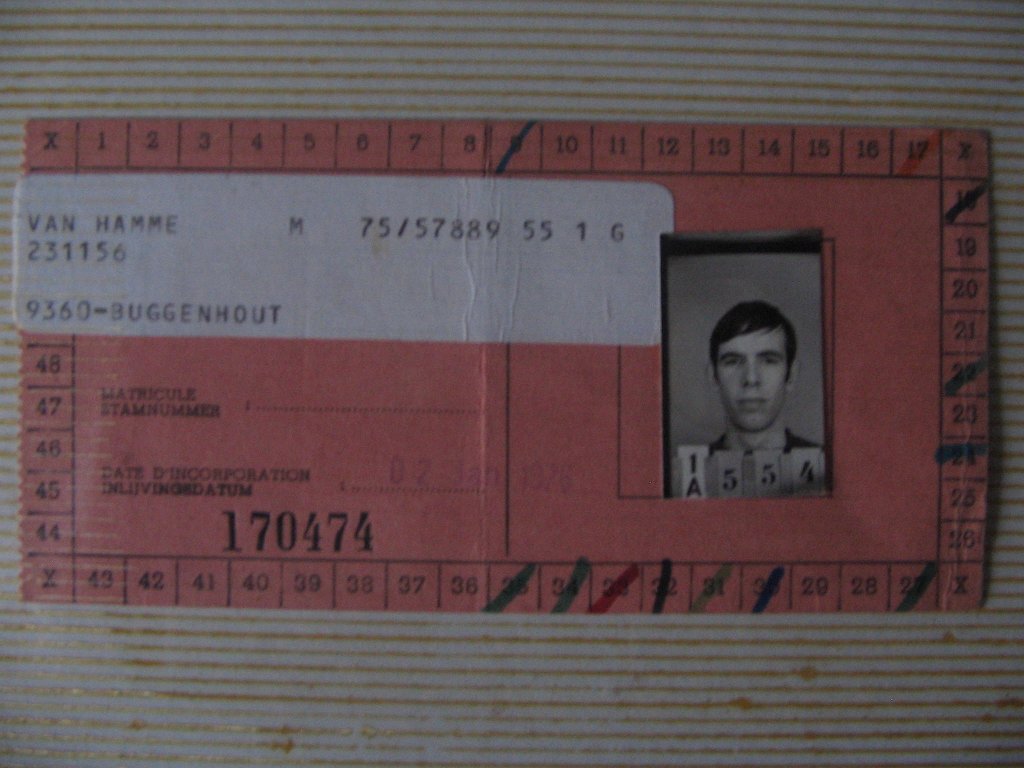 X 1 2 3 4 5 6 7 8 9 10 11 12 13 14 15 16 17 X
VAN HAMME M 75/57889 55 1 G
231156
9360-BUGGENHOUT
18
19
20
21
22
23
24
25
26
48
47
46
45
44
MATRICULE
STAMNUMMER
DATE D'INCORPORATION
INLIJVINGSDATUM
02 Jan 1976
170474
1A 5 5 4
X 43 42 41 40 39 38 37 36 35 34 33 32 31 30 29 28 27 X